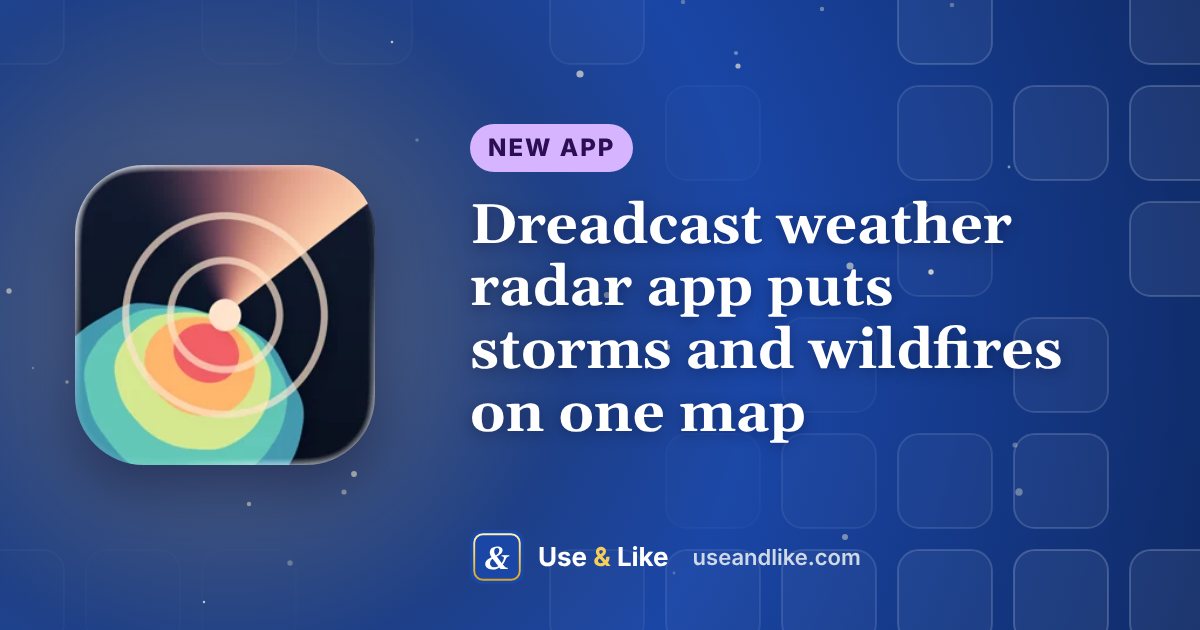 NEW APP
Dreadcast weather
radar app puts
storms and wildfires
on one map
& Use & Like useandlike.com